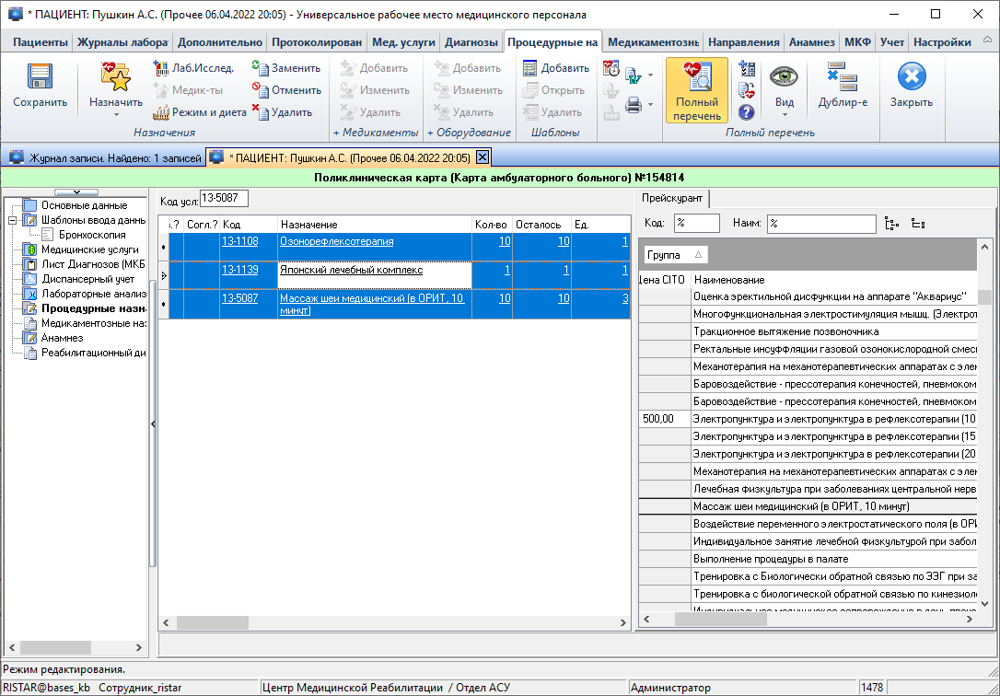 * ПАЦИЕНТ: Пушкин А.С. (Прочее 06.04.2022 20:05) - Универсальное рабочее место медицинского персонала
Пациенты Журналы лабора Дополнительно Протоколирован Мед. услуги Диагнозы Процедурные на Медикаментозны Направления Анамнез МКФ Учет Настройки
Сохранить
Назначить
Лаб.Исслед.
Медик-ты
Режим и диета
Заменить
Отменить
Удалить
Назначения
Добавить
Изменить
Удалить
+ Медикаменты
Добавить
Изменить
Удалить
+ Оборудование
Добавить
Открыть
Удалить
Шаблоны
Полный перечень
Вид
Дублир-е
Полный перечень
Закрыть
Журнал записи. Найдено: 1 записей
* ПАЦИЕНТ: Пушкин А.С. (Прочее 06.04.2022 20:05)
Поликлиническая карта (Карта амбулаторного больного) №154814
Основные данные
Шаблоны ввода даннь
Бронхоскопия
Медицинские услуги
Лист Диагнозов (МКБ
Диспансерный учет
Лабораторные анализ
Процедурные назн
Медикаментозные наз
Анамнез
Реабилитационный ди
Код усл: 13-5087
.? Согл.? Код Назначение Кол-во Осталось Ед.
13-1108 Озонорефлексотерапия 10 10 1
13-1139 Японский лечебный комплекс 1 1 1
13-5087 Массаж шеи медицинский (в ОРИТ, 10 минут) 10 10 3
Прейскурант
Код: % Наим: %
Группа
Цена CITO Наименование
Оценка эректильной дисфункции на аппарате "Аквариус"
Многофункциональная электростимуляция мышц. (Электрот
Тракционное вытяжение позвоночника
Ректальные инсуффляции газовой озонокислородной смес
Механотерапия на механотерапевтических аппаратах с элек
Баровоздействие - прессотерапия конечностей, пневмоком
Баровоздействие - прессотерапия конечностей, пневмоком
500,00 Электропунктура и электропунктура в рефлексотерапии (10
Электропунктура и электропунктура в рефлексотерапии (15
Электропунктура и электропунктура в рефлексотерапии (20
Механотерапия на механотерапевтических аппаратах с элек
Лечебная физкультура при заболеваниях центральной нерв
Массаж шеи медицинский (в ОРИТ, 10 минут)
Воздействие переменного электростатического поля (в ОРИ
Индивидуальное занятие лечебной физкультурой при забол
Выполнение процедуры в палате
Тренировка с Биологически обратной связью по ЭЭГ при за
Тренировка с биологической обратной связью по кинезиол
Индивидуальное медицинское сопровождение в день проце
Режим редактирования.
RISTAR@bases_kb Сотрудник_ristar Центр Медицинской Реабилитации / Отдел АСУ Администратор 1478